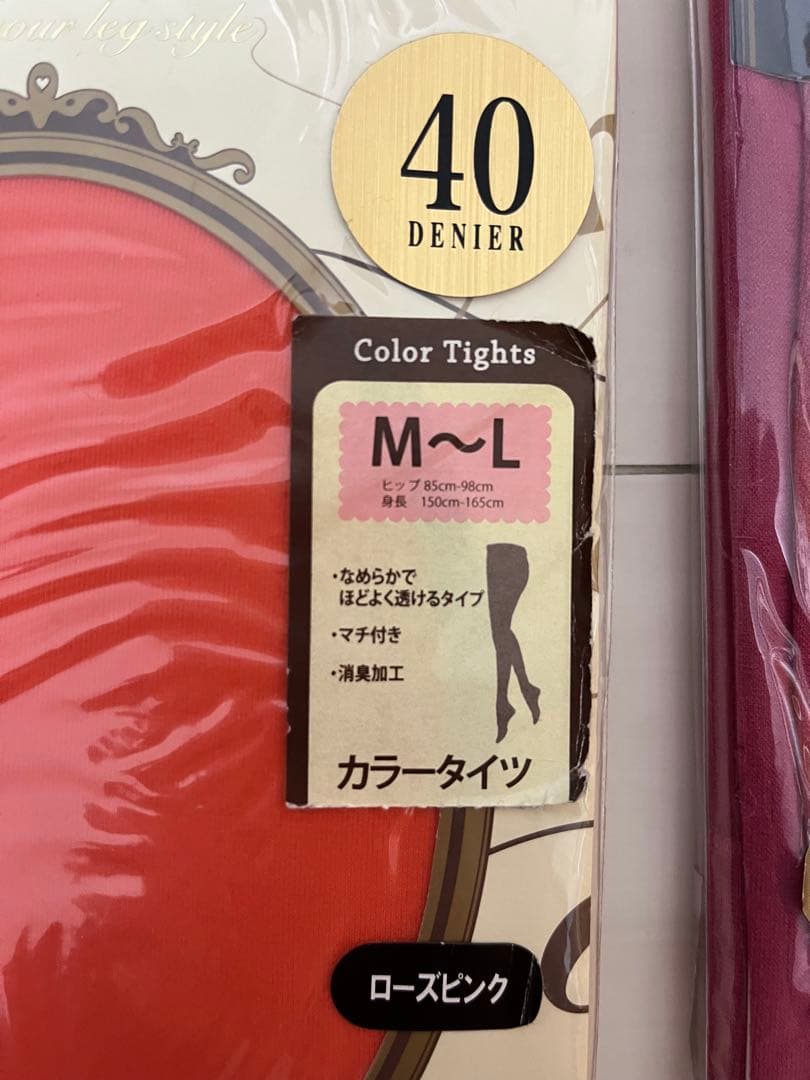 our leg style
40
DENIER
Color Tights
M～L
ヒップ 85cm-98cm
身長 150cm-165cm
・なめらかで
ほどよく透けるタイプ
・マチ付き
・消臭加工
カラータイツ
ローズピンク